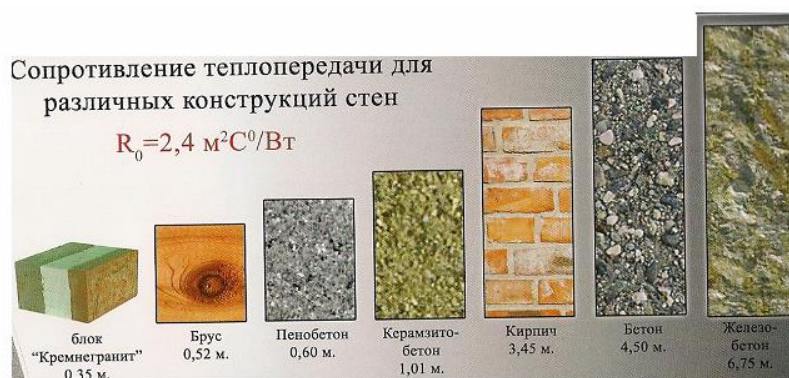 Сопротивление теплопередачи для
различных конструкций стен
R₀=2,4 м²С⁰/Вт
блок
“Кремнегранит”
0,35 м.
Брус
0,52 м.
Пенобетон
0,60 м.
Керамзито-
бетон
1,01 м.
Кирпич
3,45 м.
Бетон
4,50 м.
Железо-
бетон
6,75 м.